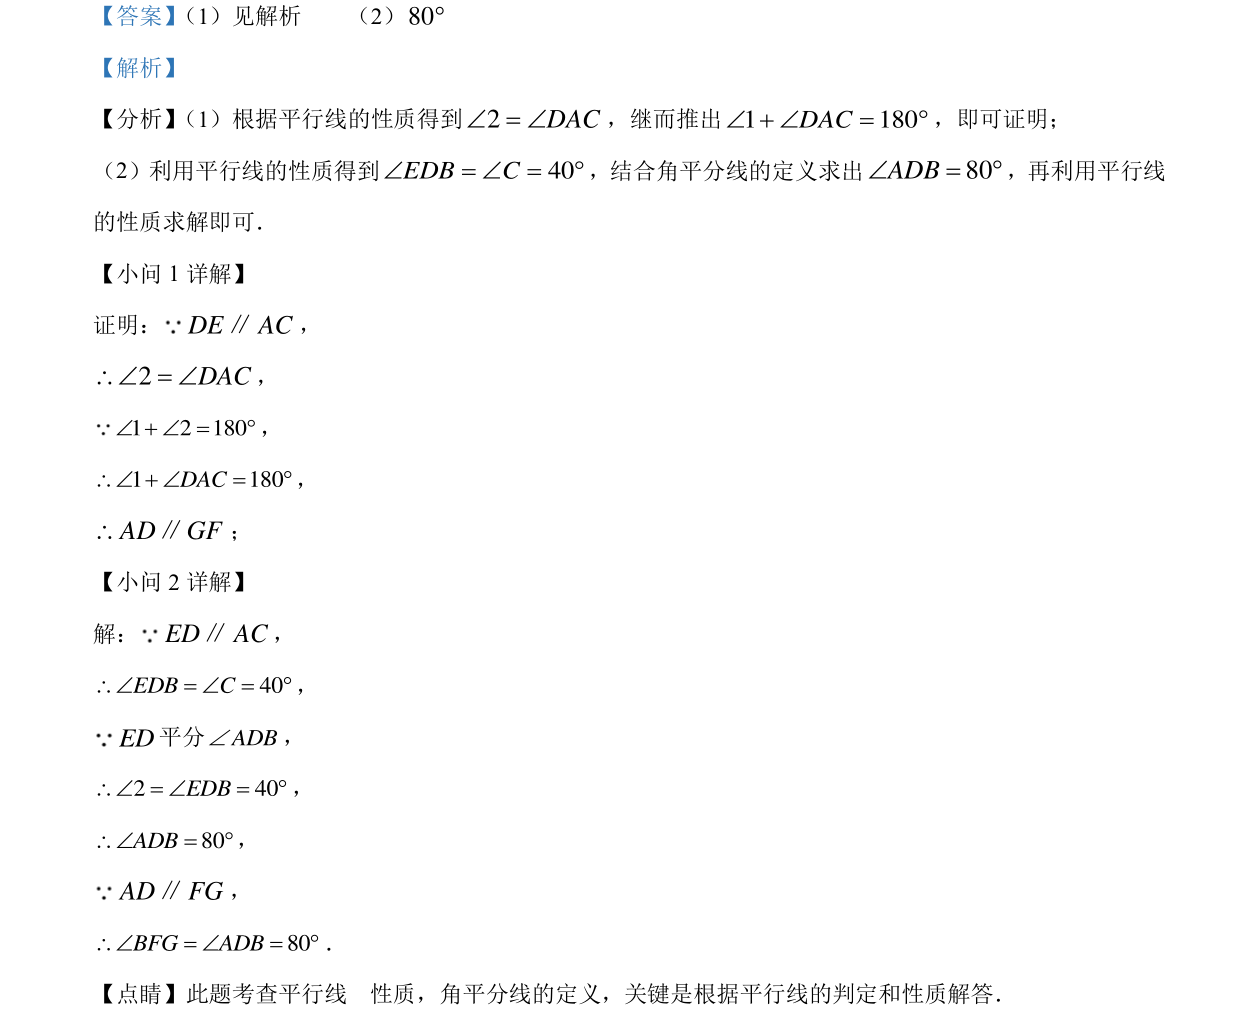 【答案】（1）见解析 （2）80°
【解析】
【分析】（1）根据平行线的性质得到∠2 = ∠DAC，继而推出∠1+ ∠DAC = 180°，即可证明；
（2）利用平行线的性质得到∠EDB = ∠C = 40°，结合角平分线的定义求出∠ADB = 80°，再利用平行线
的性质求解即可．
【小问 1 详解】
证明：∵ DE∥AC，
∴∠2 = ∠DAC，
∵∠1+ ∠2 =180°，
∴∠1+ ∠DAC =180°，
∴ AD∥GF；
【小问 2 详解】
解：∵ ED∥AC，
∴∠EDB = ∠C = 40°，
∵ ED平分∠ADB，
∴∠2 = ∠EDB = 40°，
∴∠ADB = 80°，
∵ AD∥FG，
∴∠BFG = ∠ADB = 80°．
【点睛】此题考查平行线 性质，角平分线的定义，关键是根据平行线的判定和性质解答．